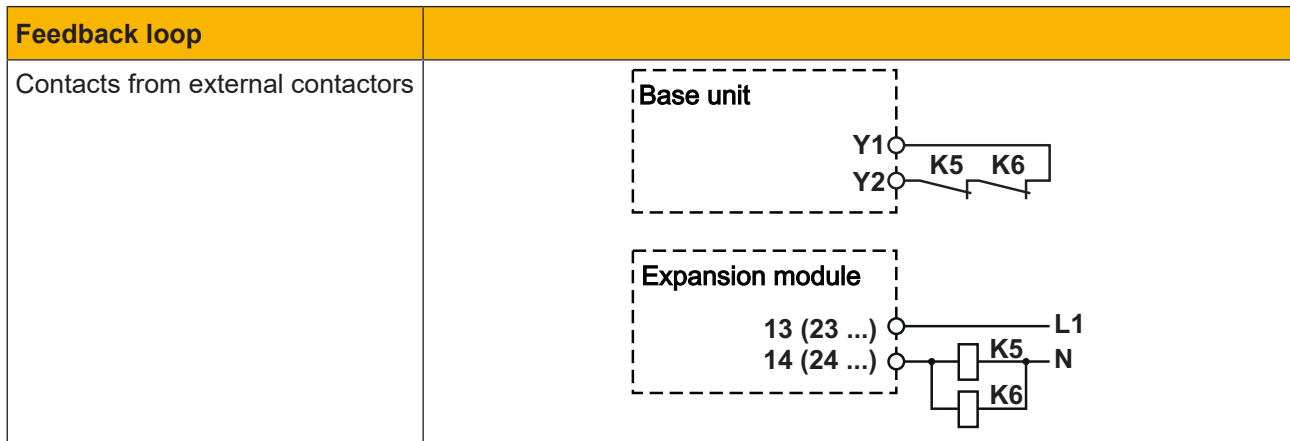 Feedback loop
Contacts from external contactors
Base unit
Y1
K5 K6
Y2
Expansion module
13 (23 ...) L1
14 (24 ...) K5 N
K6